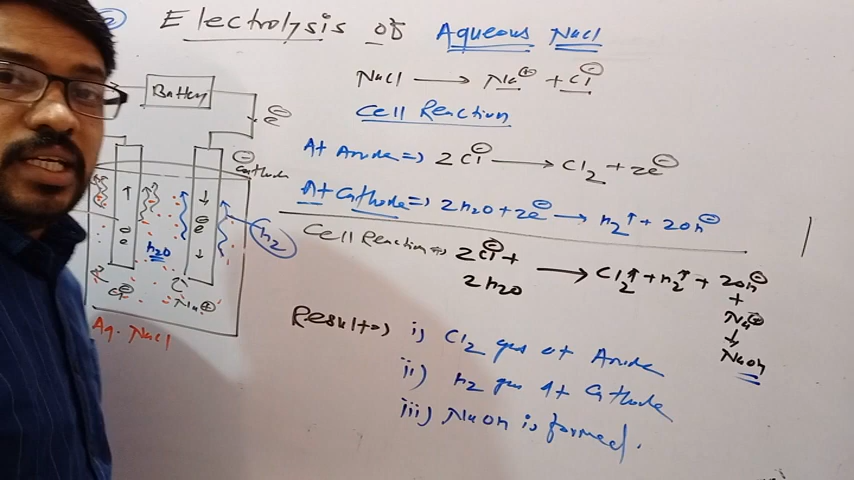 Electrolysis of Aqueous NaCl
NaCl ⟶ Na⊕ + Cl⊖
Cell Reaction
At Anode ⇒ 2Cl⊖ ⟶ Cl₂ + 2e⊖
At Cathode ⇒ 2H₂O + 2e⊖ ⟶ H₂↑ + 2OH⊖
Cell Reaction ⇒ 2Cl⊖ + 2H₂O ⟶ Cl₂↑ + H₂↑ + 2OH⊖
+
Na⊕
↓
NaOH
Result ⇒ i) Cl₂ gas at Anode
ii) H₂ gas At Cathode
iii) NaOH is formed.
Battery
e⊖
⊖
Cathode
e⊖
e⊖
H₂O
H₂
Cl⊖
Na⊕
Aq. NaCl